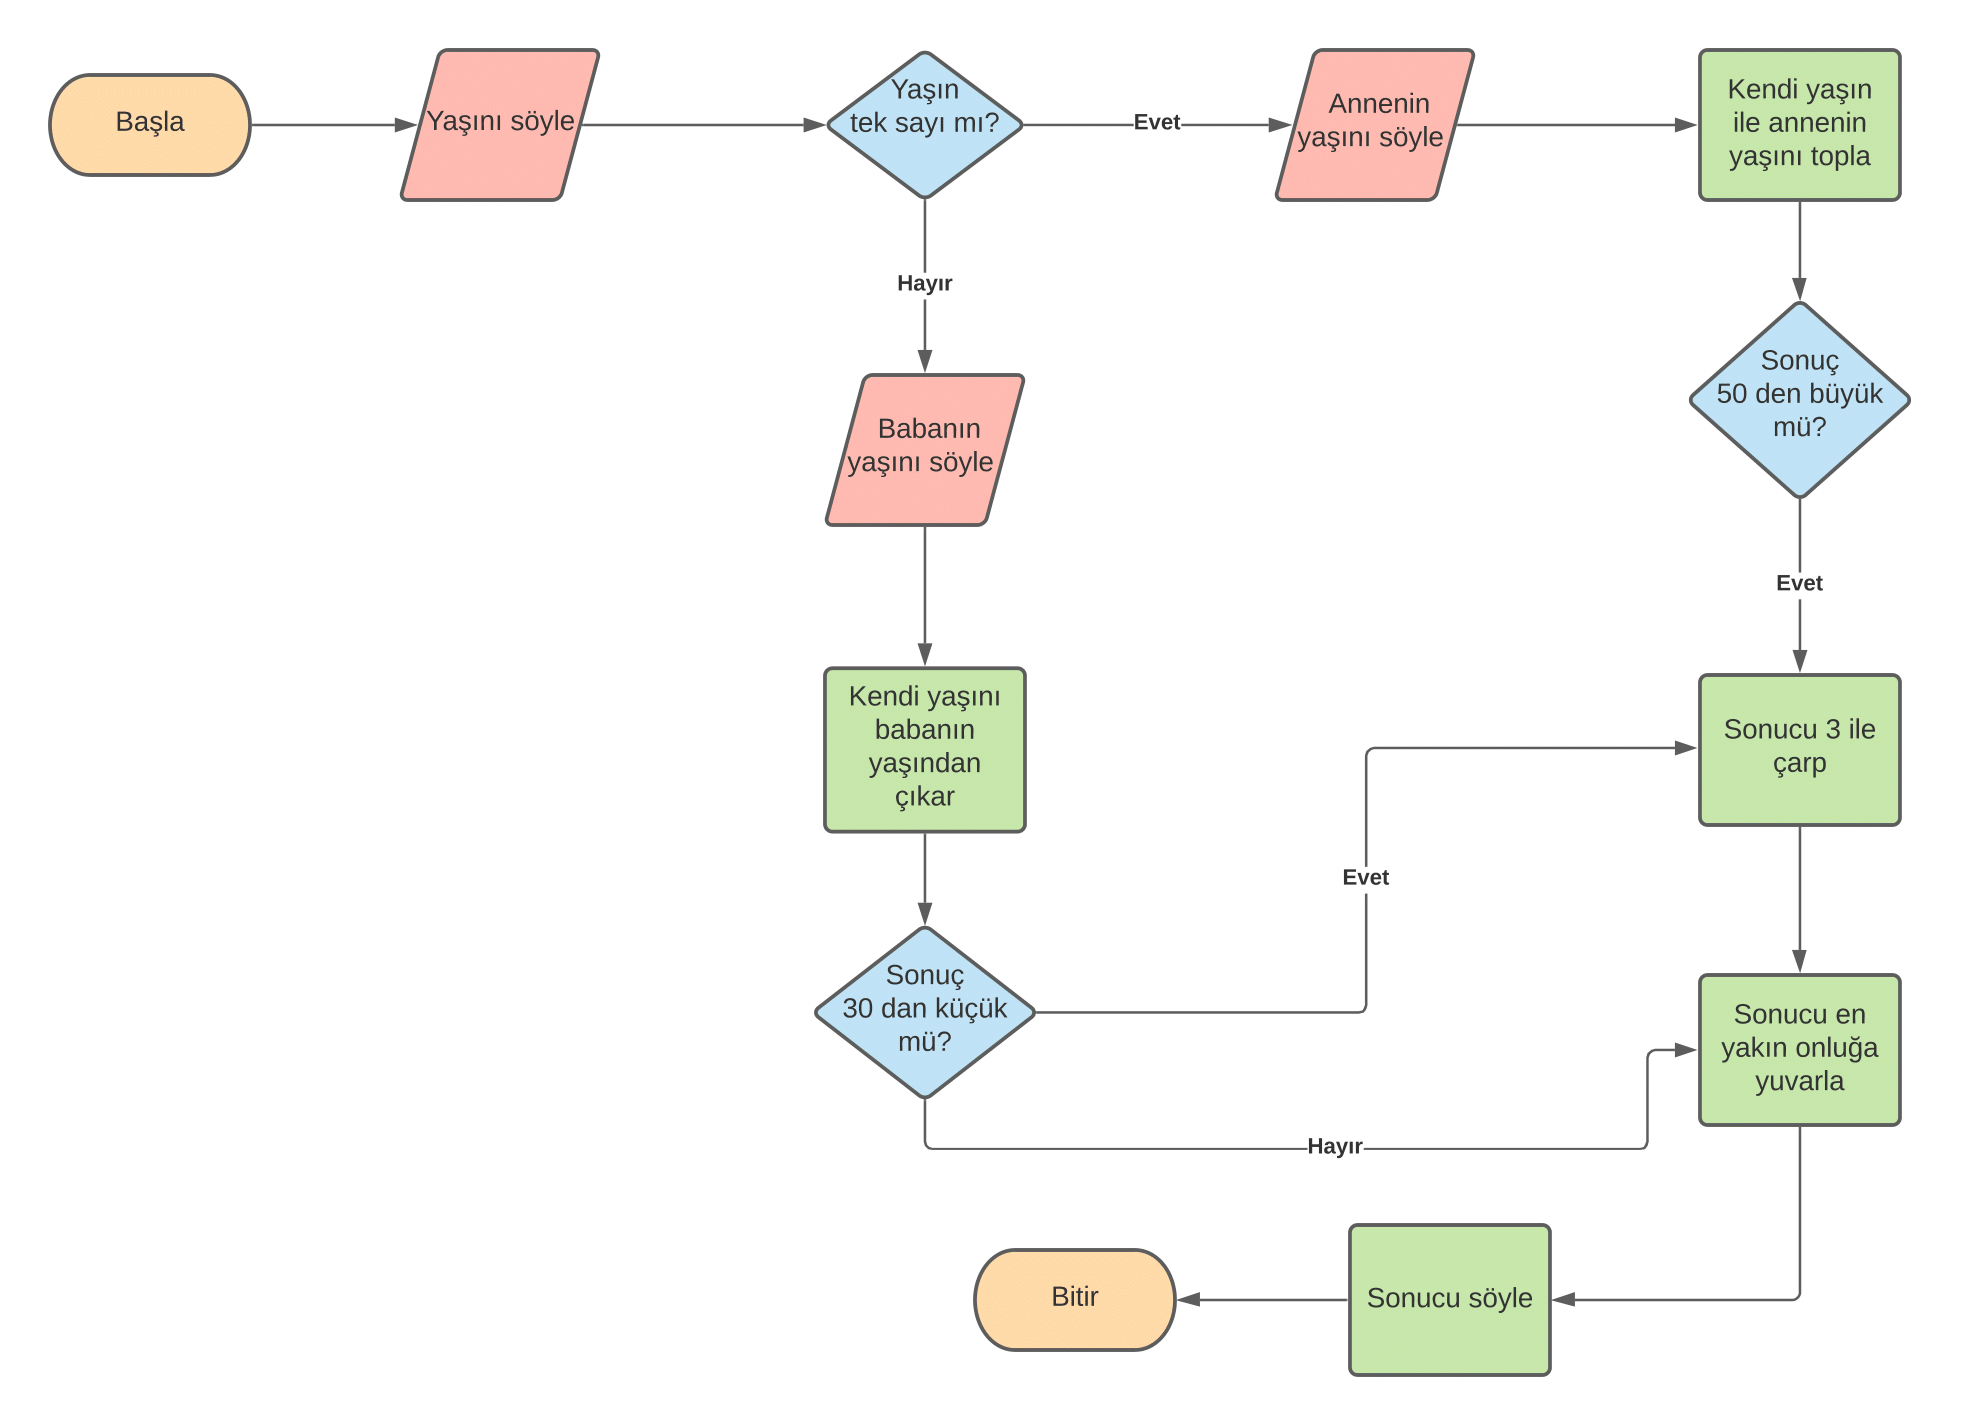 Başla
Yaşını söyle
Yaşın
tek sayı mı?
Evet
Annenin
yaşını söyle
Kendi yaşın
ile annenin
yaşını topla
Hayır
Sonuç
50 den büyük
mü?
Babanın
yaşını söyle
Evet
Kendi yaşını
babanın
yaşından
çıkar
Sonucu 3 ile
çarp
Evet
Sonuç
30 dan küçük
mü?
Sonucu en
yakın onluğa
yuvarla
Hayır
Bitir
Sonucu söyle